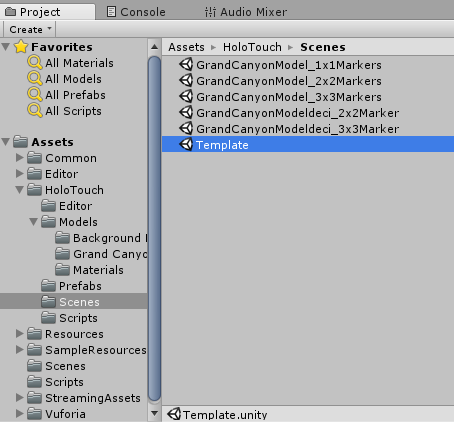 Project
Console
Audio Mixer
Create
Favorites
All Materials
All Models
All Prefabs
All Scripts
Assets
Common
Editor
HoloTouch
Editor
Models
Background
Grand Canyo
Materials
Prefabs
Scenes
Scripts
Resources
SampleResources
Scenes
Scripts
StreamingAssets
Vuforia
Assets HoloTouch Scenes
GrandCanyonModel_1x1Markers
GrandCanyonModel_2x2Markers
GrandCanyonModel_3x3Markers
GrandCanyonModeldeci_2x2Marker
GrandCanyonModeldeci_3x3Marker
Template
Template.unity